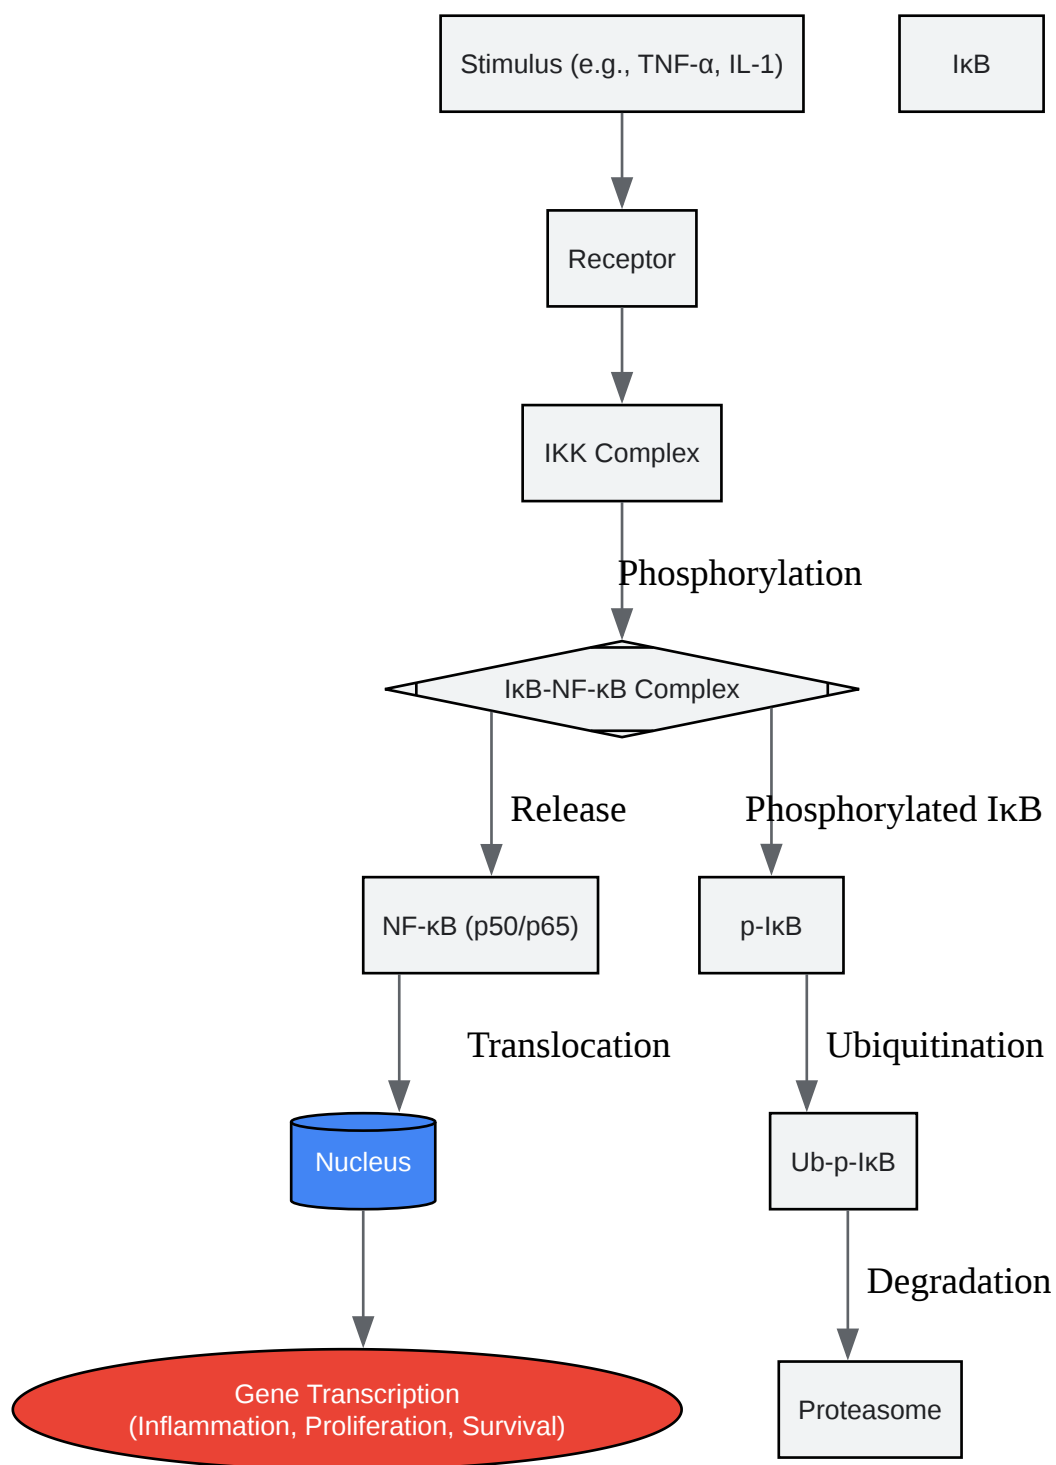 Stimulus (e.g., TNF-α, IL-1)
IκB
Receptor
IKK Complex
Phosphorylation
IκB-NF-κB Complex
Release
Phosphorylated IκB
NF-κB (p50/p65)
p-IκB
Translocation
Ubiquitination
Nucleus
Ub-p-IκB
Degradation
Gene Transcription
(Inflammation, Proliferation, Survival)
Proteasome